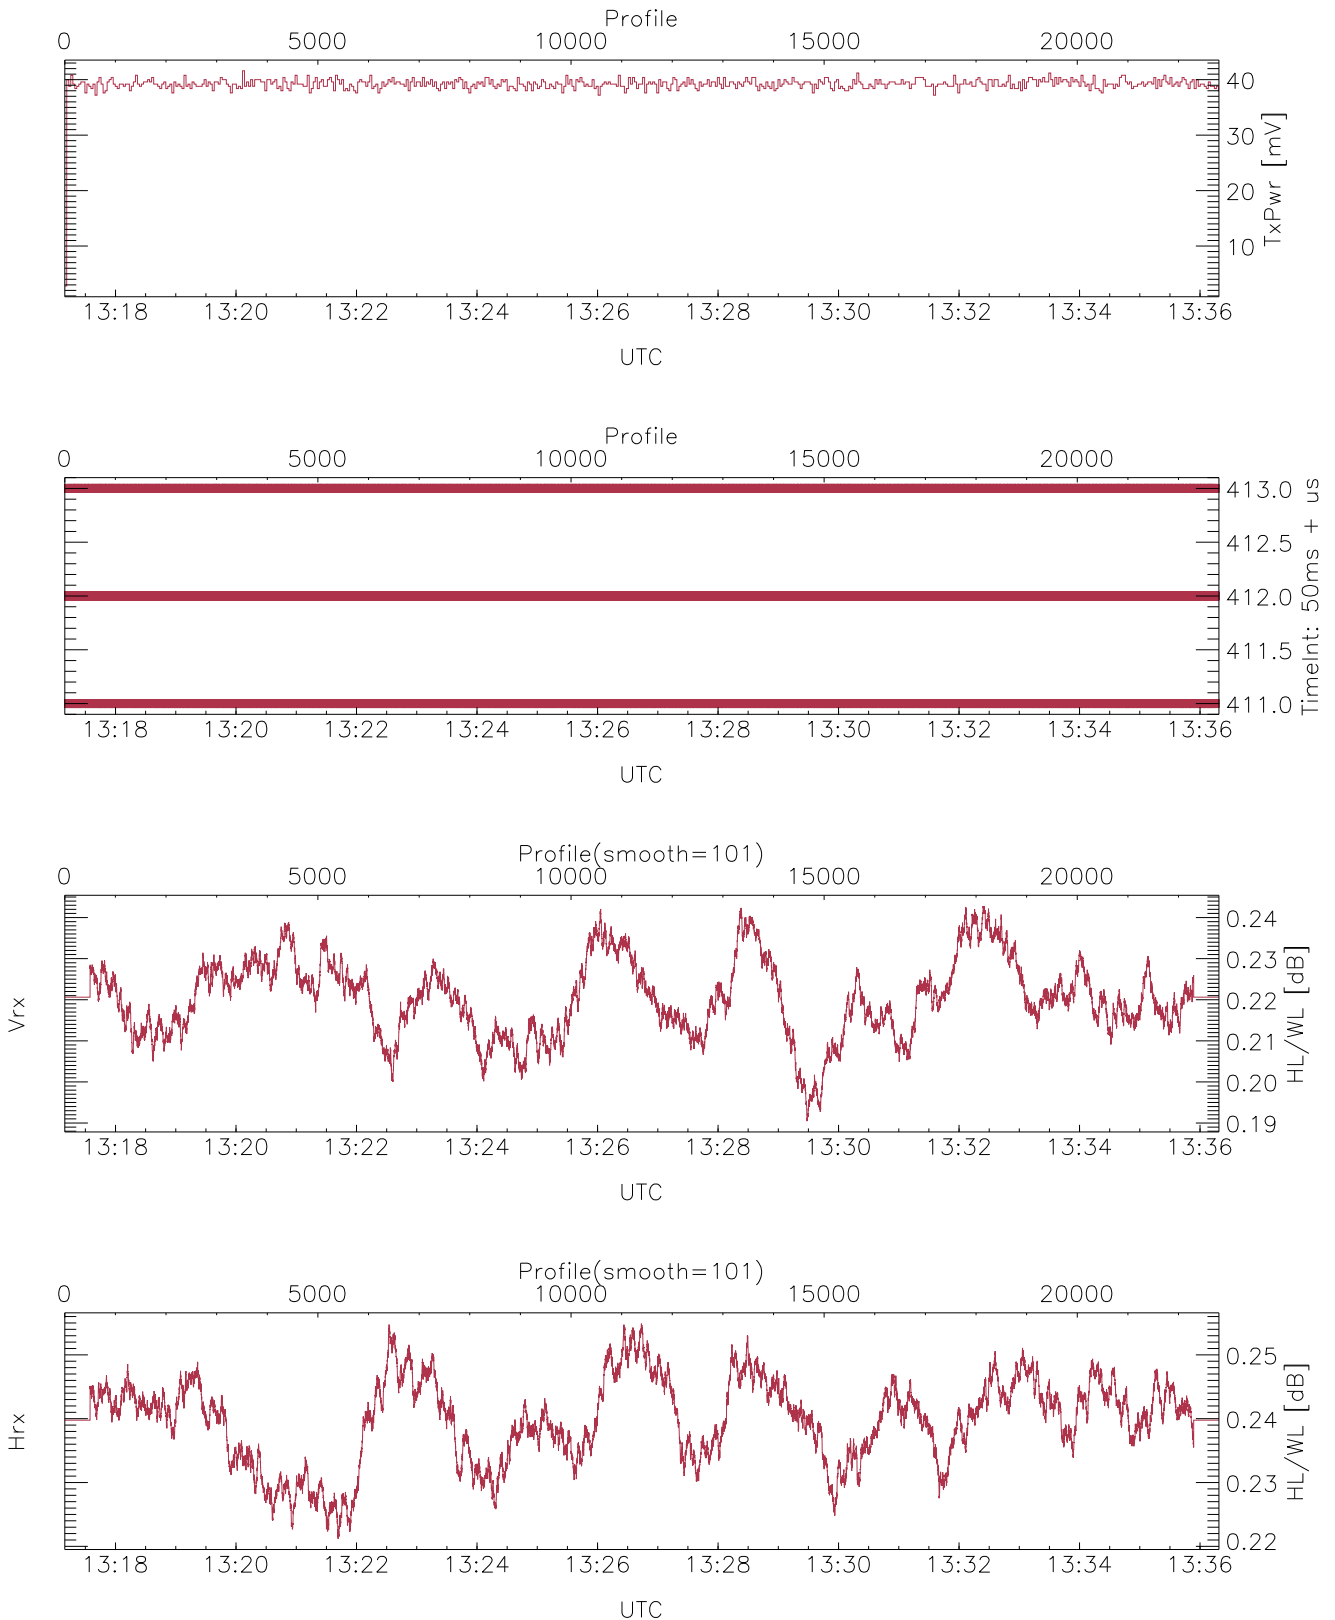 Profile
0 5000 10000 15000 20000
40
30
20
10
TxPwr [mV]
13:18 13:20 13:22 13:24 13:26 13:28 13:30 13:32 13:34 13:36
UTC
Profile
0 5000 10000 15000 20000
413.0
412.5
412.0
411.5
411.0
TimeInt: 50ms + us
13:18 13:20 13:22 13:24 13:26 13:28 13:30 13:32 13:34 13:36
UTC
Profile(smooth=101)
0 5000 10000 15000 20000
Vrx
0.24
0.23
0.22
0.21
0.20
0.19
HL/WL [dB]
13:18 13:20 13:22 13:24 13:26 13:28 13:30 13:32 13:34 13:36
UTC
Profile(smooth=101)
0 5000 10000 15000 20000
Hrx
0.25
0.24
0.23
0.22
HL/WL [dB]
13:18 13:20 13:22 13:24 13:26 13:28 13:30 13:32 13:34 13:36
UTC